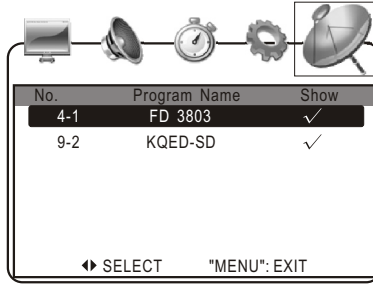 No. Program Name Show
4-1 FD 3803 √
9-2 KQED-SD √
SELECT "MENU": EXIT